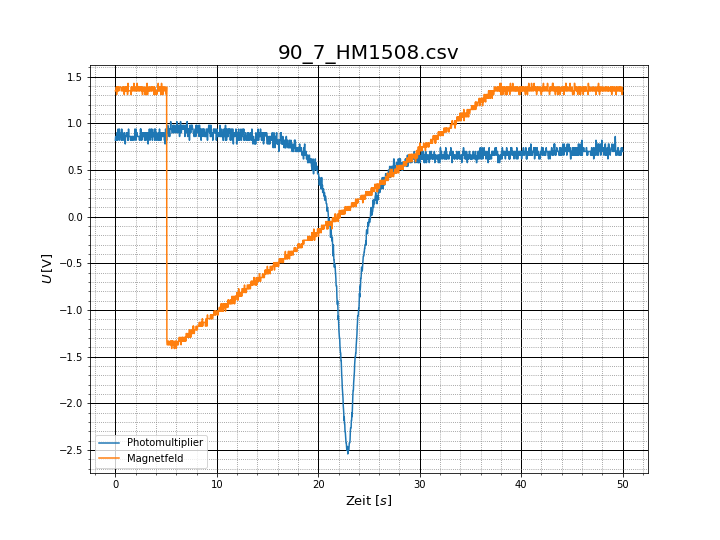 90_7_HM1508.csv
1.5
1.0
0.5
0.0
−0.5
−1.0
−1.5
−2.0
−2.5
U[V]
Photomultiplier
Magnetfeld
0 10 20 30 40 50
Zeit [s]